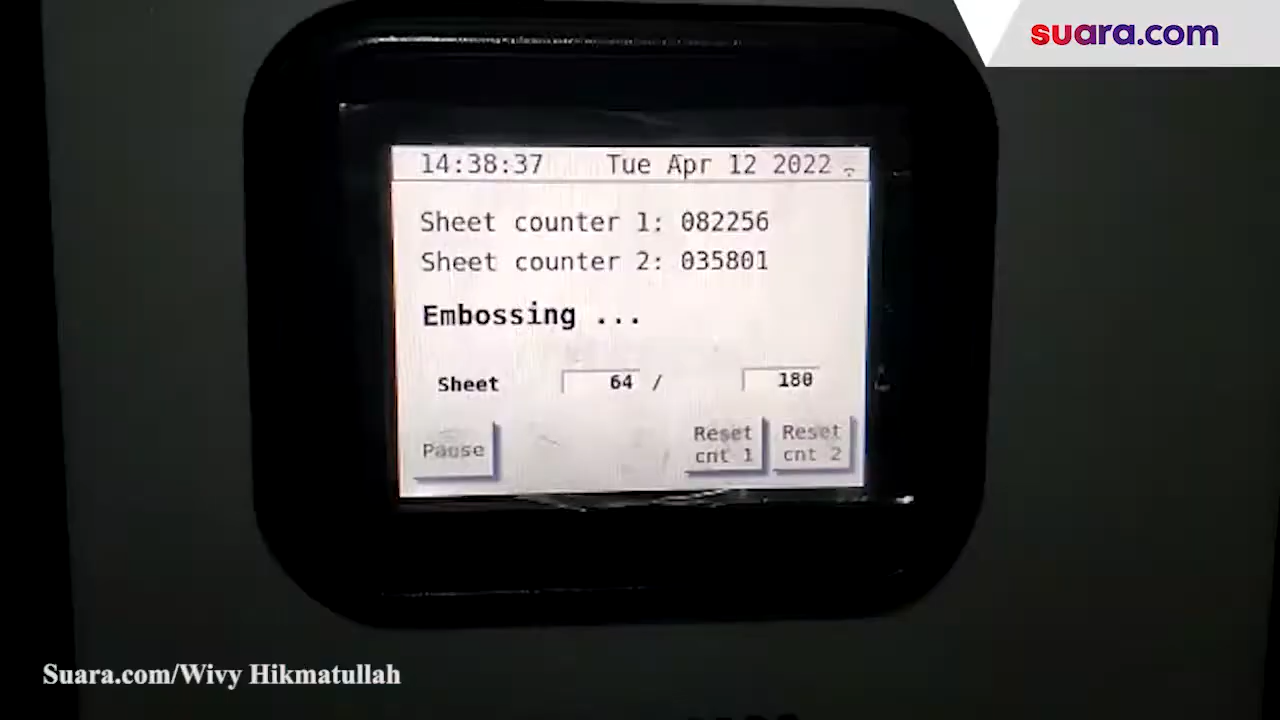 suara.com
14:38:37 Tue Apr 12 2022
Sheet counter 1: 082256
Sheet counter 2: 035801
Embossing ...
Sheet 64 / 180
Pause
Reset cnt 1
Reset cnt 2
Suara.com/Wivy Hikmatullah